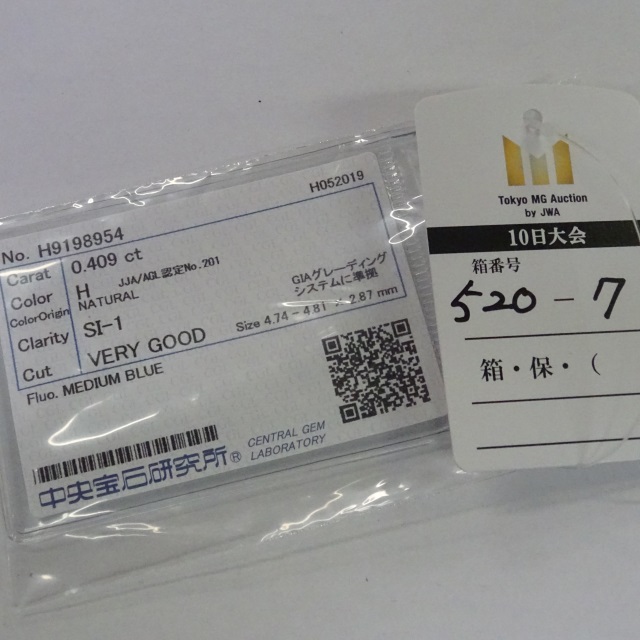 H052019
No. H9198954
Carat 0.409 ct
Color H JJA/AGL認定No.201
ColorOrigin NATURAL
GIAグレーディング
システムに準拠
Clarity SI-1
Cut VERY GOOD
Size 4.74 - 4.81 - 2.87 mm
Fluo. MEDIUM BLUE
中央宝石研究所®
CENTRAL GEM
LABORATORY
Tokyo MG Auction
by JWA
10日大会
箱番号
520 - 7
箱・保・(